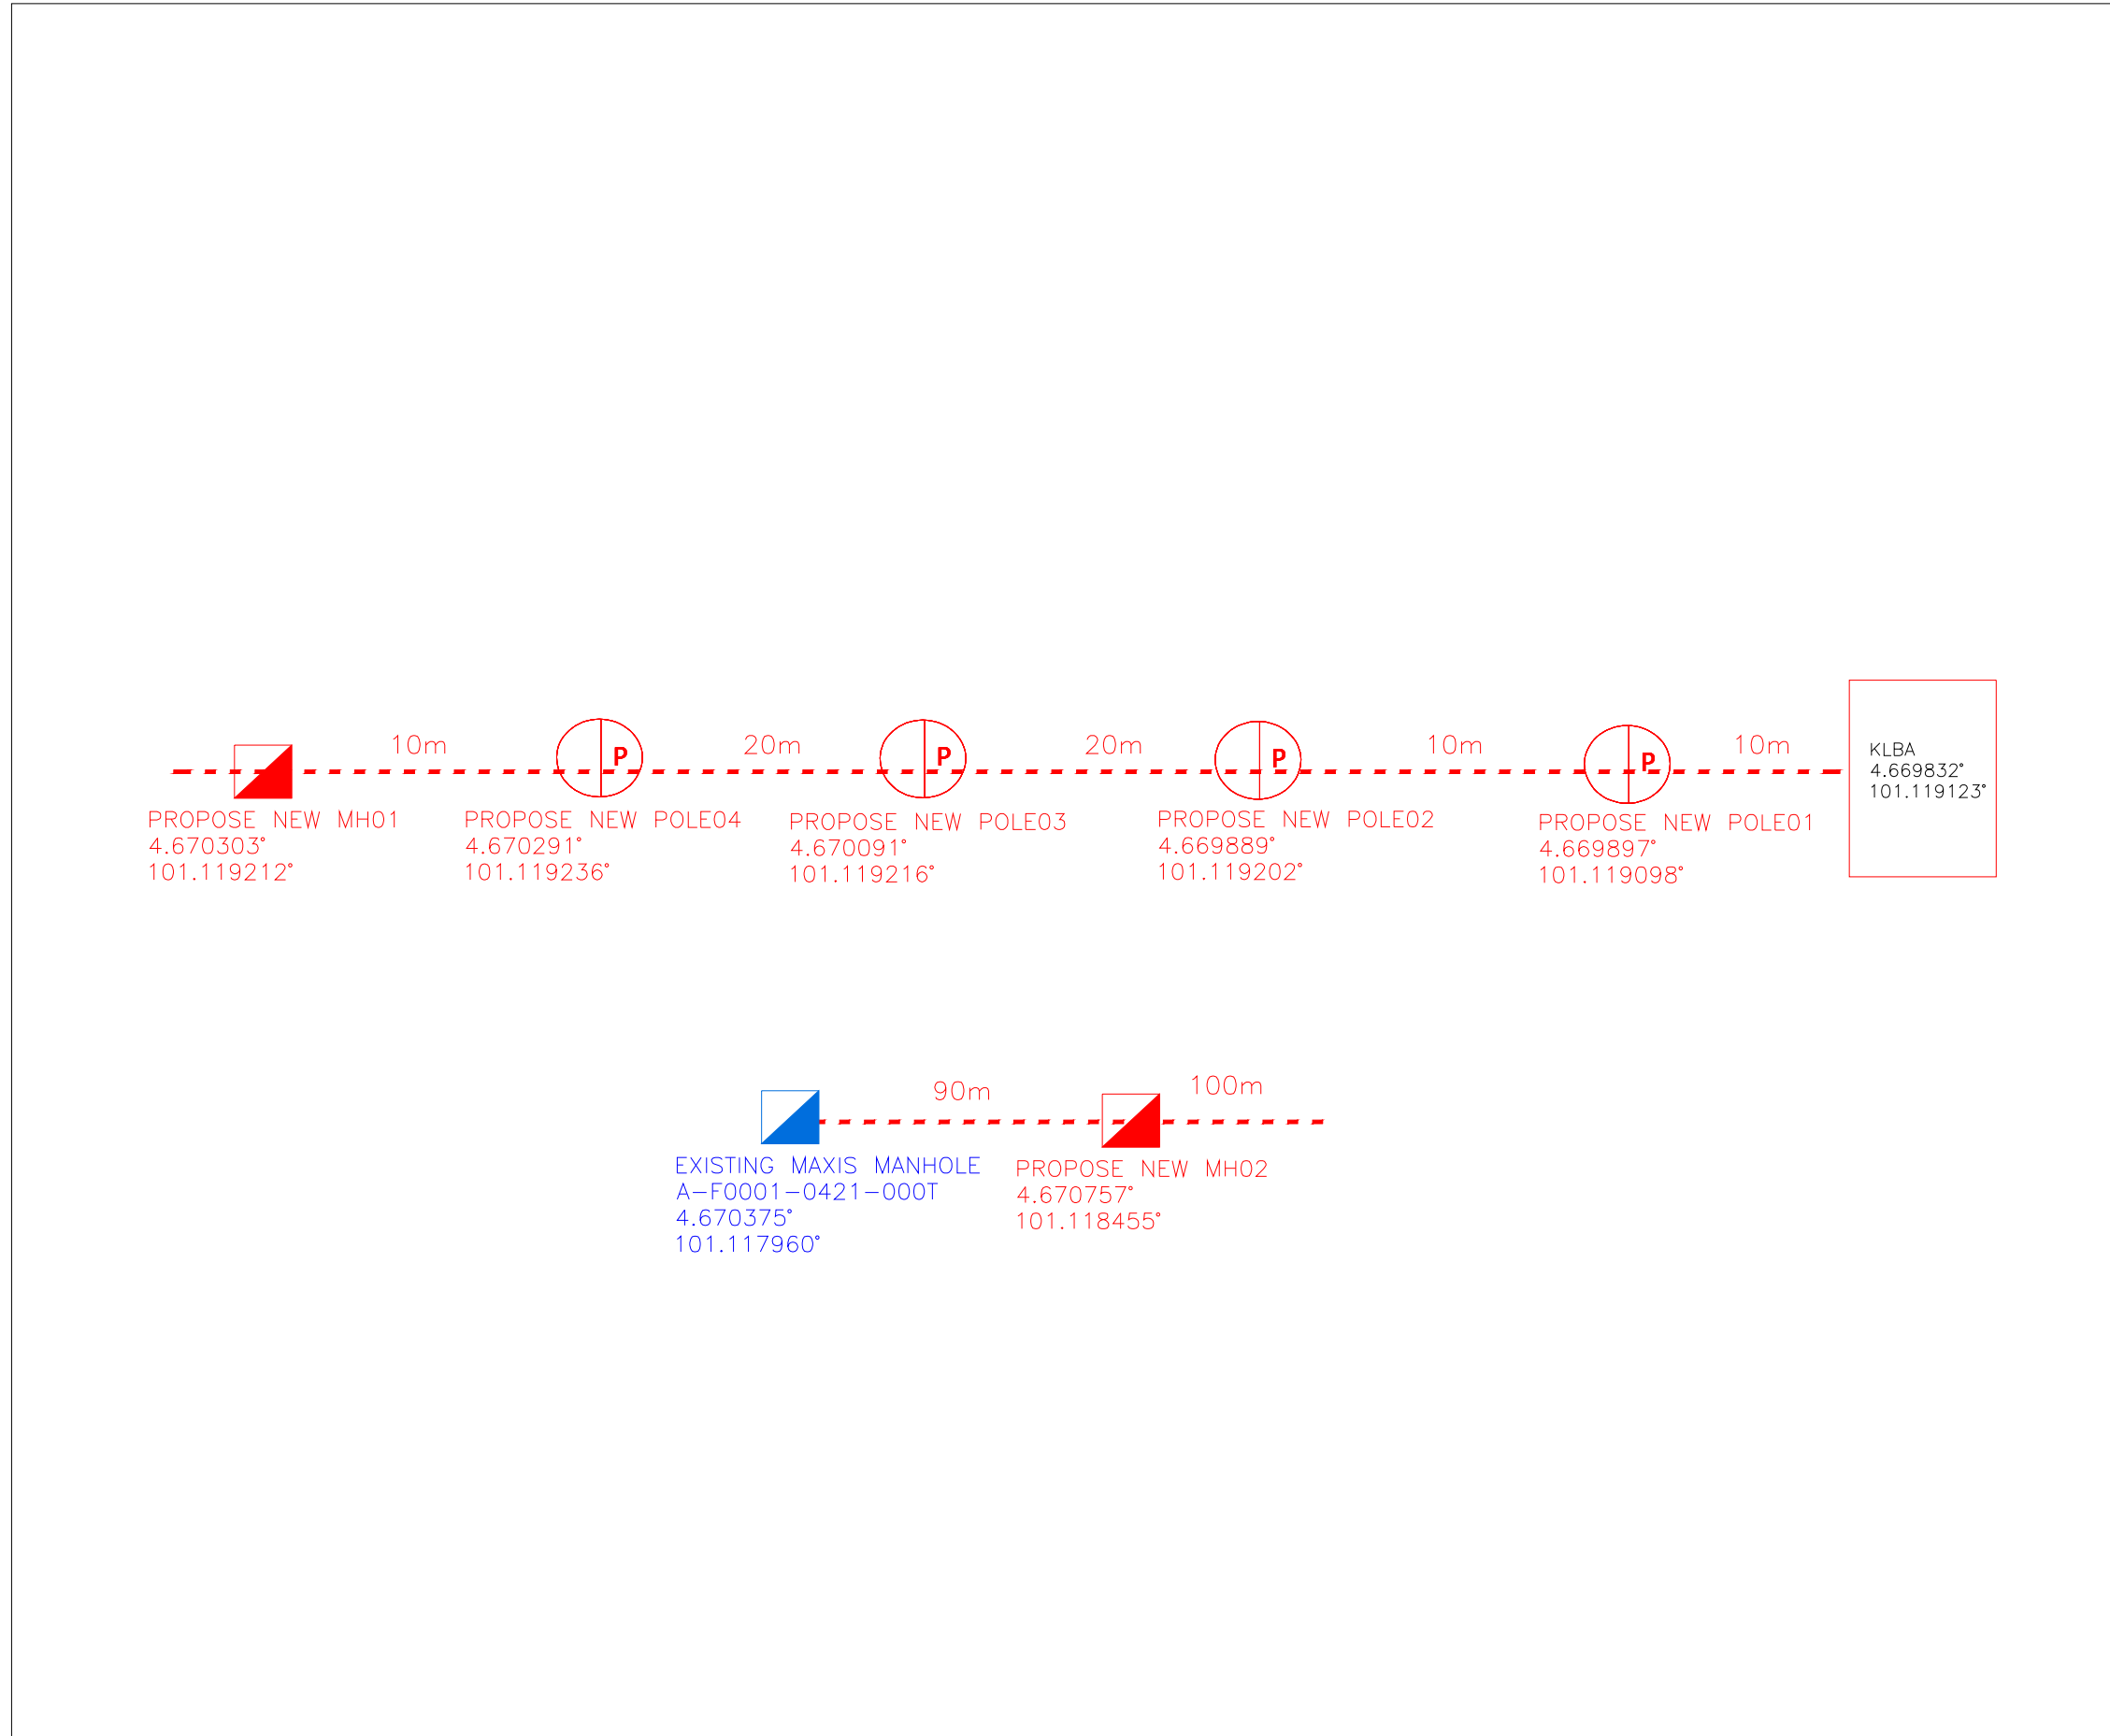 10m
20m
20m
10m
10m
P
P
P
P
KLBA
4.669832°
101.119123°
PROPOSE NEW MH01
4.670303°
101.119212°
PROPOSE NEW POLE04
4.670291°
101.119236°
PROPOSE NEW POLE03
4.670091°
101.119216°
PROPOSE NEW POLE02
4.669889°
101.119202°
PROPOSE NEW POLE01
4.669897°
101.119098°
90m
100m
EXISTING MAXIS MANHOLE
A-F0001-0421-000T
4.670375°
101.117960°
PROPOSE NEW MH02
4.670757°
101.118455°